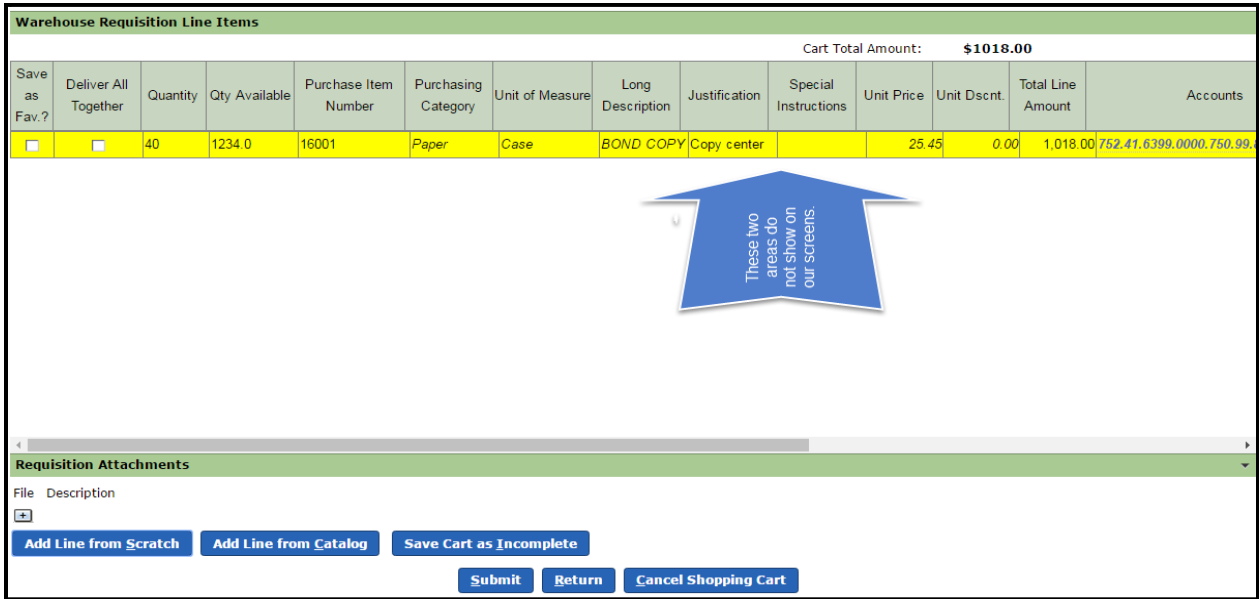 Warehouse Requisition Line Items
Cart Total Amount: $1018.00
Save as Fav.? Deliver All Together Quantity Qty Available Purchase Item Number Purchasing Category Unit of Measure Long Description Justification Special Instructions Unit Price Unit Dscnt. Total Line Amount Accounts
40 1234.0 16001 Paper Case BOND COPY Copy center 25.45 0.00 1,018.00 752.41.6399.0000.750.99.
These two
areas do
not show on
our screens.
Requisition Attachments
File Description
Add Line from Scratch Add Line from Catalog Save Cart as Incomplete
Submit Return Cancel Shopping Cart